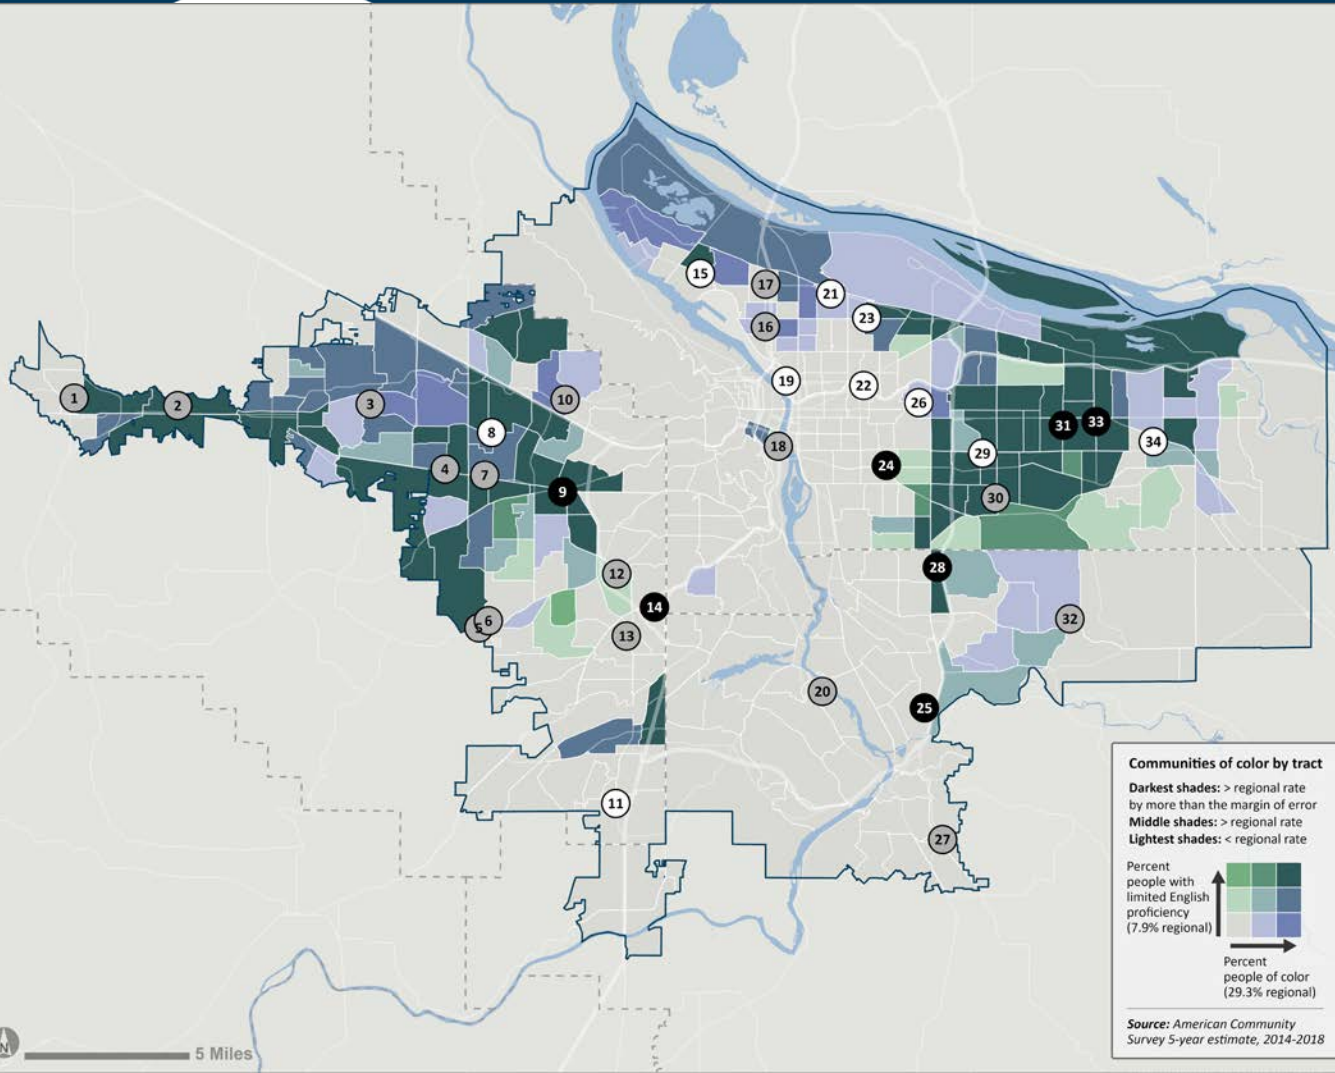 15
17
21
23
16
19
22
1
2
3
10
26
8
31
33
34
18
29
4
7
24
9
30
28
12
14
32
6
5
13
20
25
Communities of color by tract
Darkest shades: > regional rate
by more than the margin of error
Middle shades: > regional rate
Lightest shades: < regional rate
11
27
Percent
people with
limited English
proficiency
(7.9% regional)
Percent
people of color
(29.3% regional)
Source: American Community
Survey 5-year estimate, 2014-2018
N
5 Miles